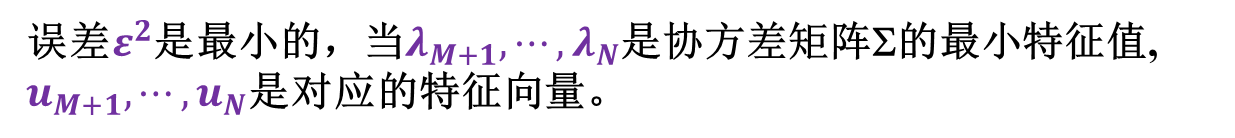 误差ε²是最小的，当λ_{M+1}, ⋯, λ_N是协方差矩阵Σ的最小特征值,
u_{M+1}, ⋯, u_N是对应的特征向量。